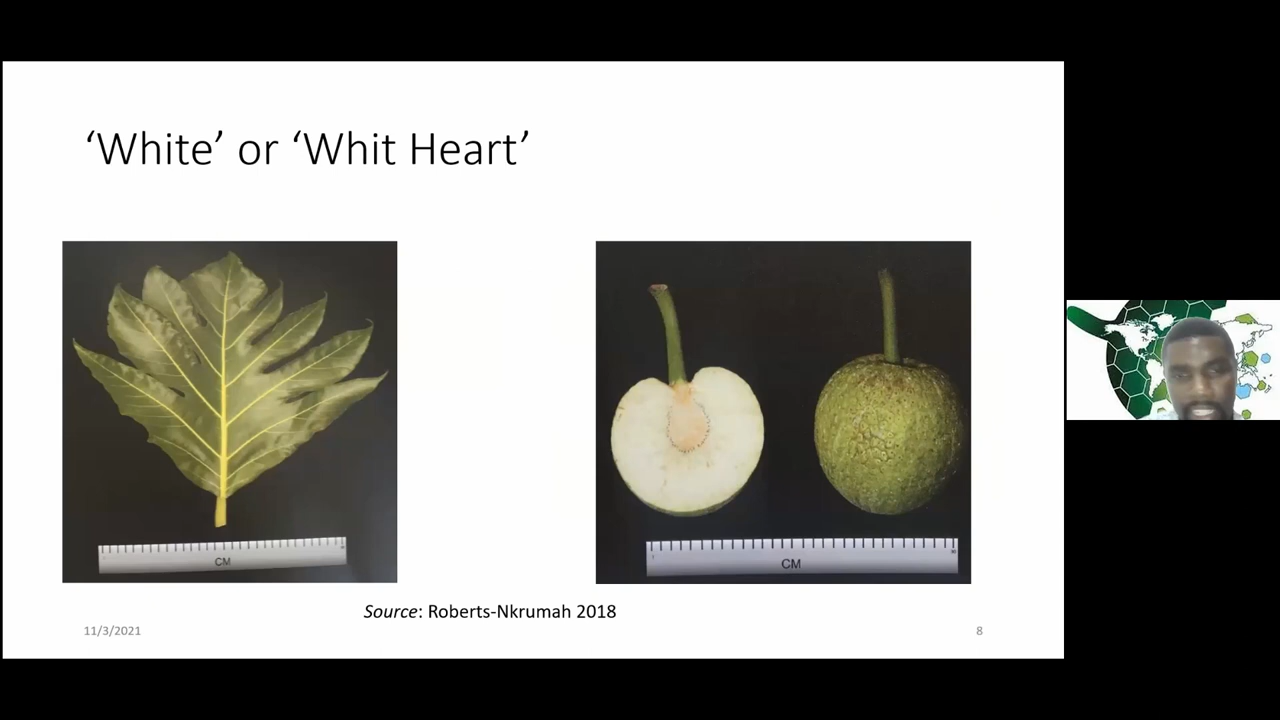 ‘White’ or ‘Whit Heart’
CM
CM
Source: Roberts-Nkrumah 2018
11/3/2021
8